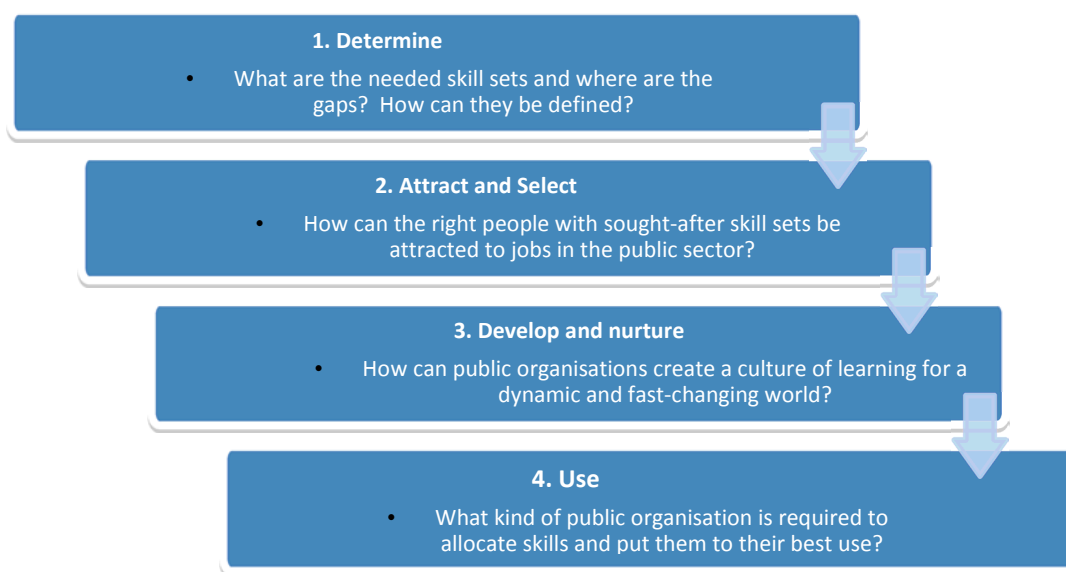 1. Determine
• What are the needed skill sets and where are the
gaps? How can they be defined?
2. Attract and Select
• How can the right people with sought-after skill sets be
attracted to jobs in the public sector?
3. Develop and nurture
• How can public organisations create a culture of learning for a
dynamic and fast-changing world?
4. Use
• What kind of public organisation is required to
allocate skills and put them to their best use?